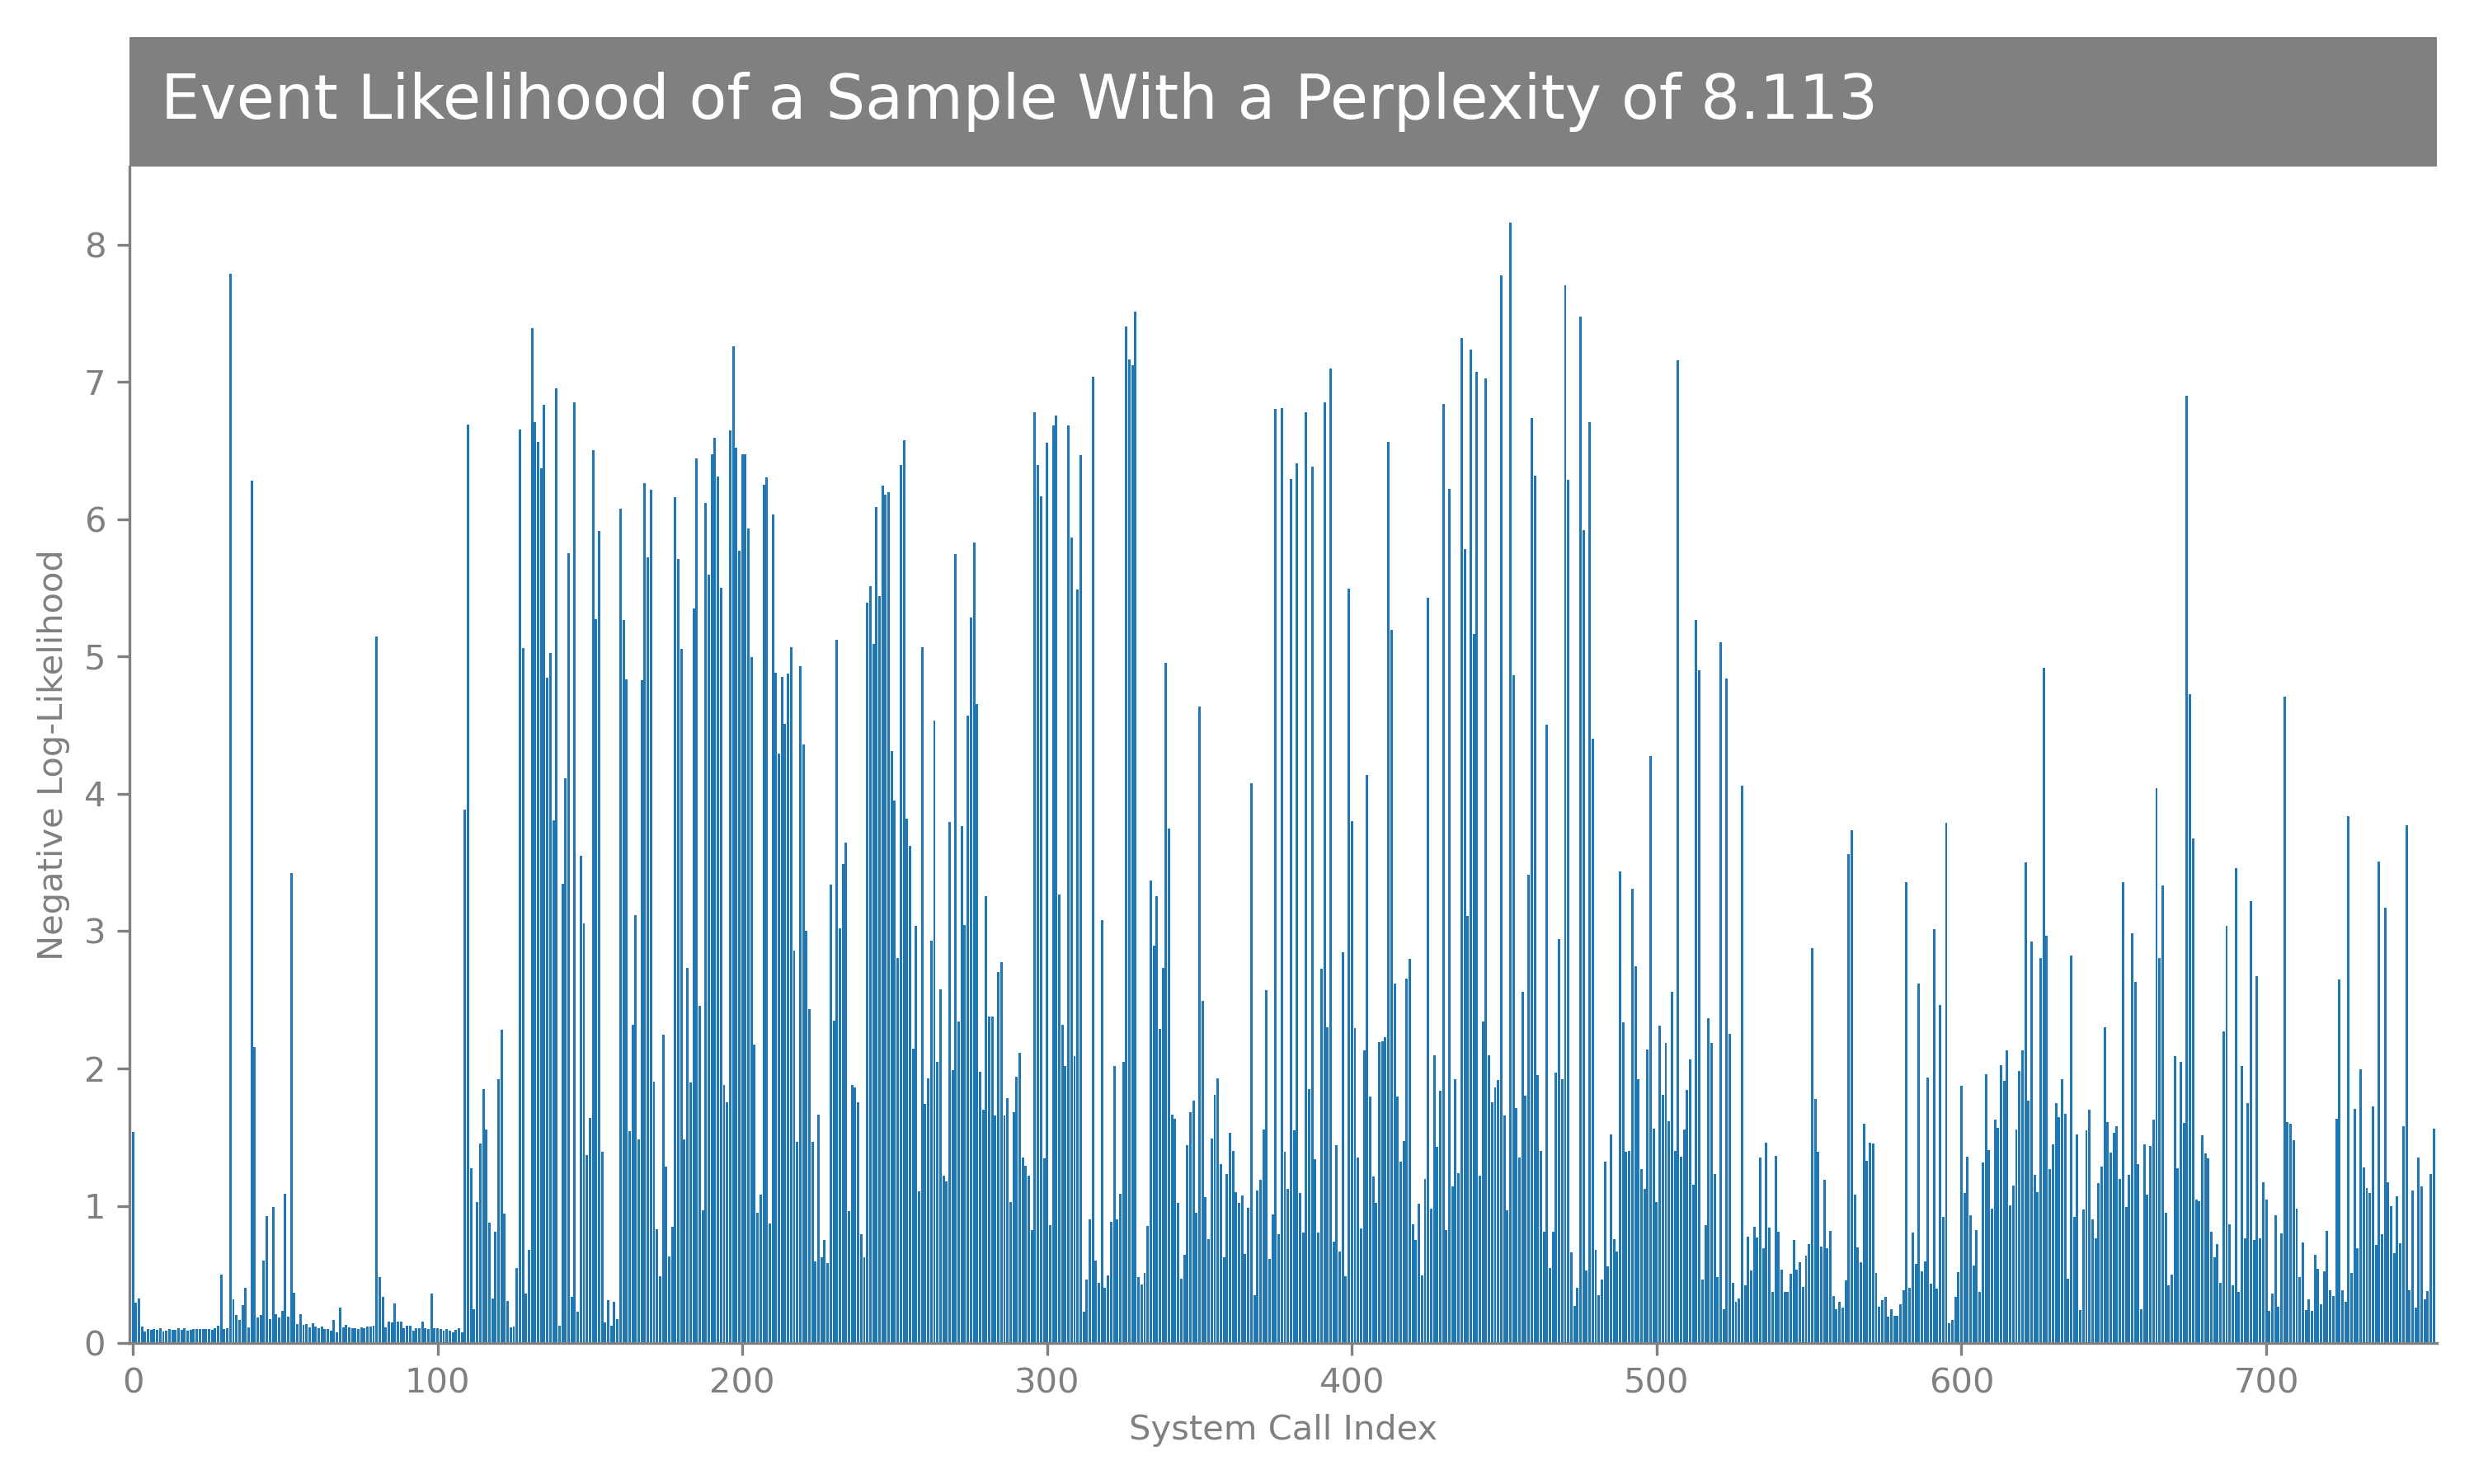 Event Likelihood of a Sample With a Perplexity of 8.113
Negative Log-Likelihood
8
7
6
5
4
3
2
1
0
0 100 200 300 400 500 600 700
System Call Index